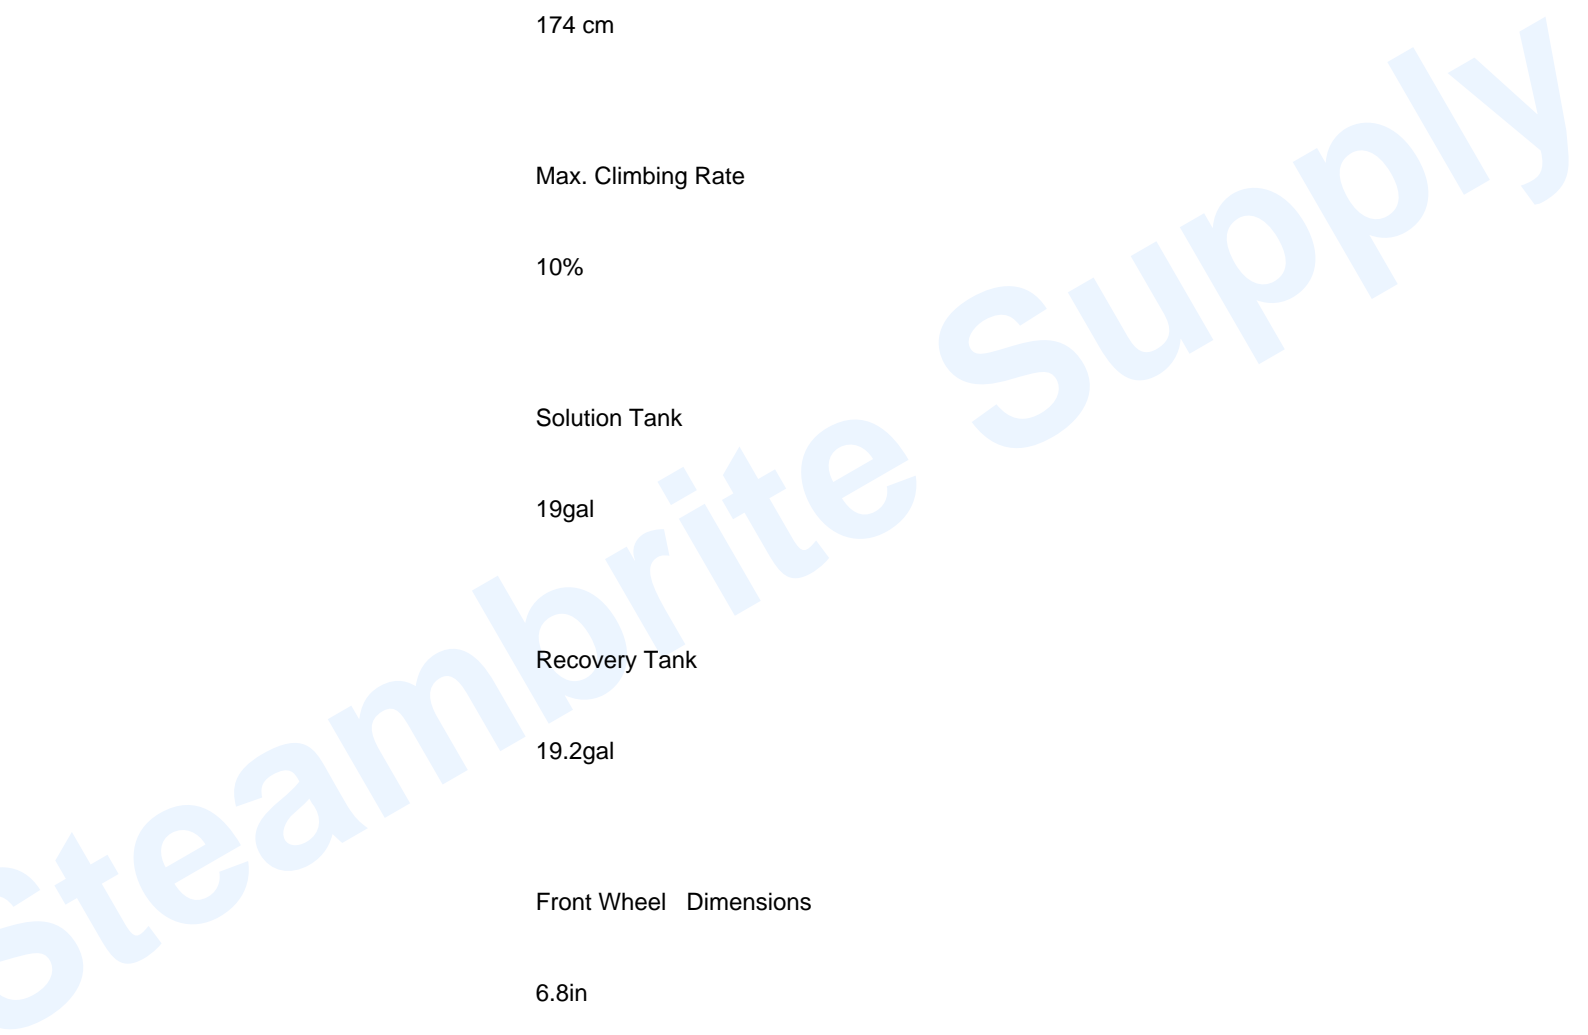 174 cm
Max. Climbing Rate
10%
Solution Tank
19gal
Recovery Tank
19.2gal
Front Wheel   Dimensions
6.8in
Steambrite Supply